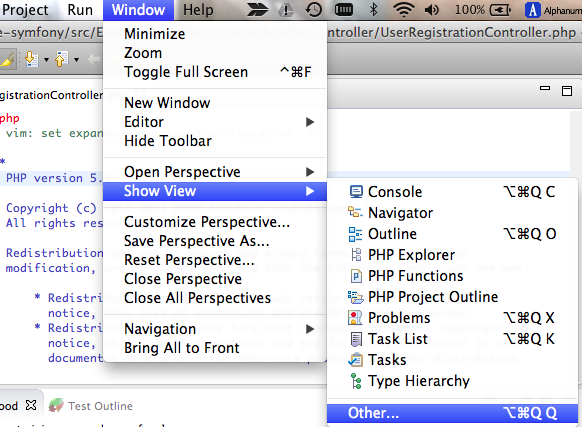 Project Run Window Help 100% A Alphanum
e-symfony/src/E ontroller/UserRegistrationController.php -
Minimize
Zoom
Toggle Full Screen ^⌘F
New Window
Editor
Hide Toolbar
Open Perspective
Show View
Customize Perspective...
Save Perspective As...
Reset Perspective...
Close Perspective
Close All Perspectives
Navigation
Bring All to Front
Console ⌥⌘Q C
Navigator
Outline ⌥⌘Q O
PHP Explorer
PHP Functions
PHP Project Outline
Problems ⌥⌘Q X
Task List ⌥⌘Q K
Tasks
Type Hierarchy
Other... ⌥⌘Q Q
egistrationController
php
vim: set expan
*
PHP version 5.
Copyright (c)
All rights res
Redistribution
modification,
* Redistri
notice,
* Redistri
notice,
document
ood Test Outline